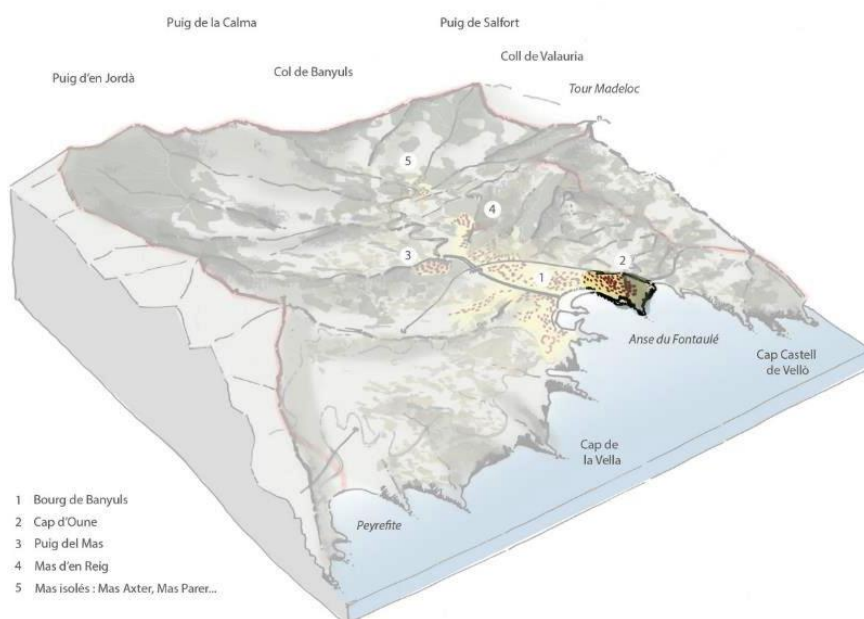 Puig de la Calma
Puig de Salfort
Puig d'en Jordà
Col de Banyuls
Coll de Valauria
Tour Madeloc
5
4
3
2
1
Anse du Fontaulé
Cap Castell
de Vellò
Cap de
la Vella
Peyrefite
1 Bourg de Banyuls
2 Cap d'Oune
3 Puig del Mas
4 Mas d'en Reig
5 Mas isolés : Mas Axter, Mas Parer...